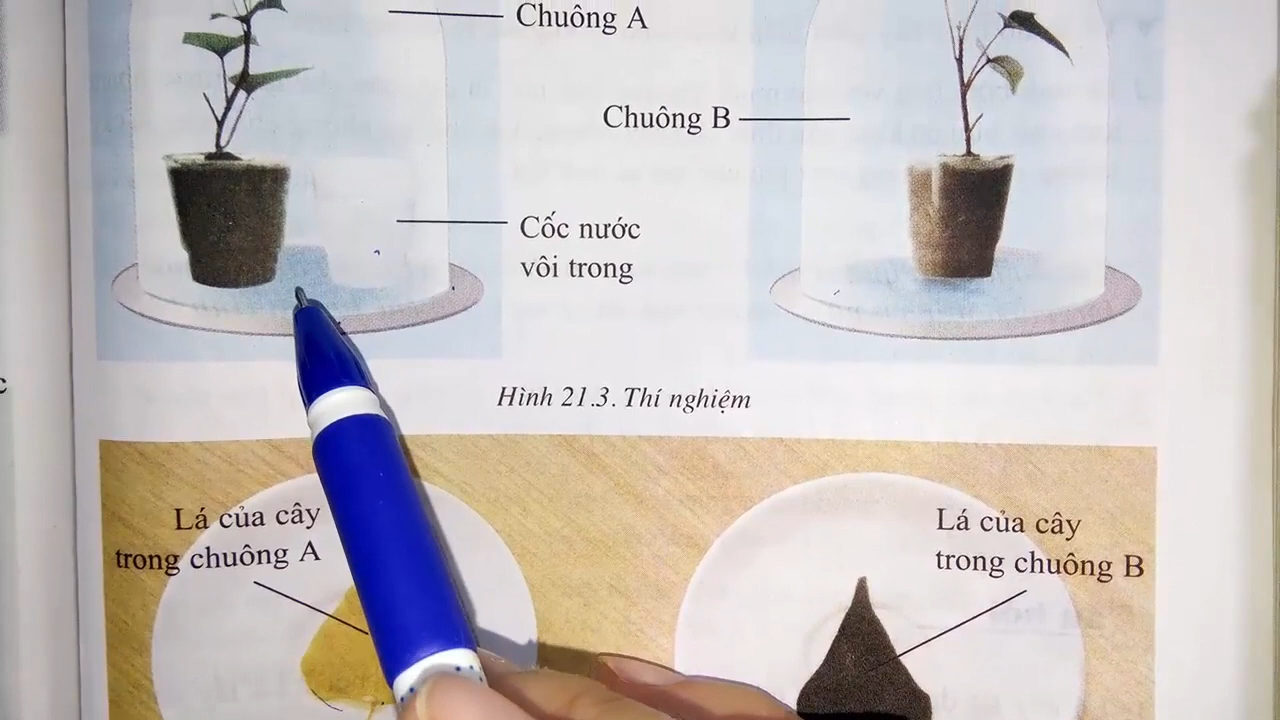 Chuông A
Chuông B
Cốc nước
vôi trong
Hình 21.3. Thí nghiệm
Lá của cây
trong chuông A
Lá của cây
trong chuông B